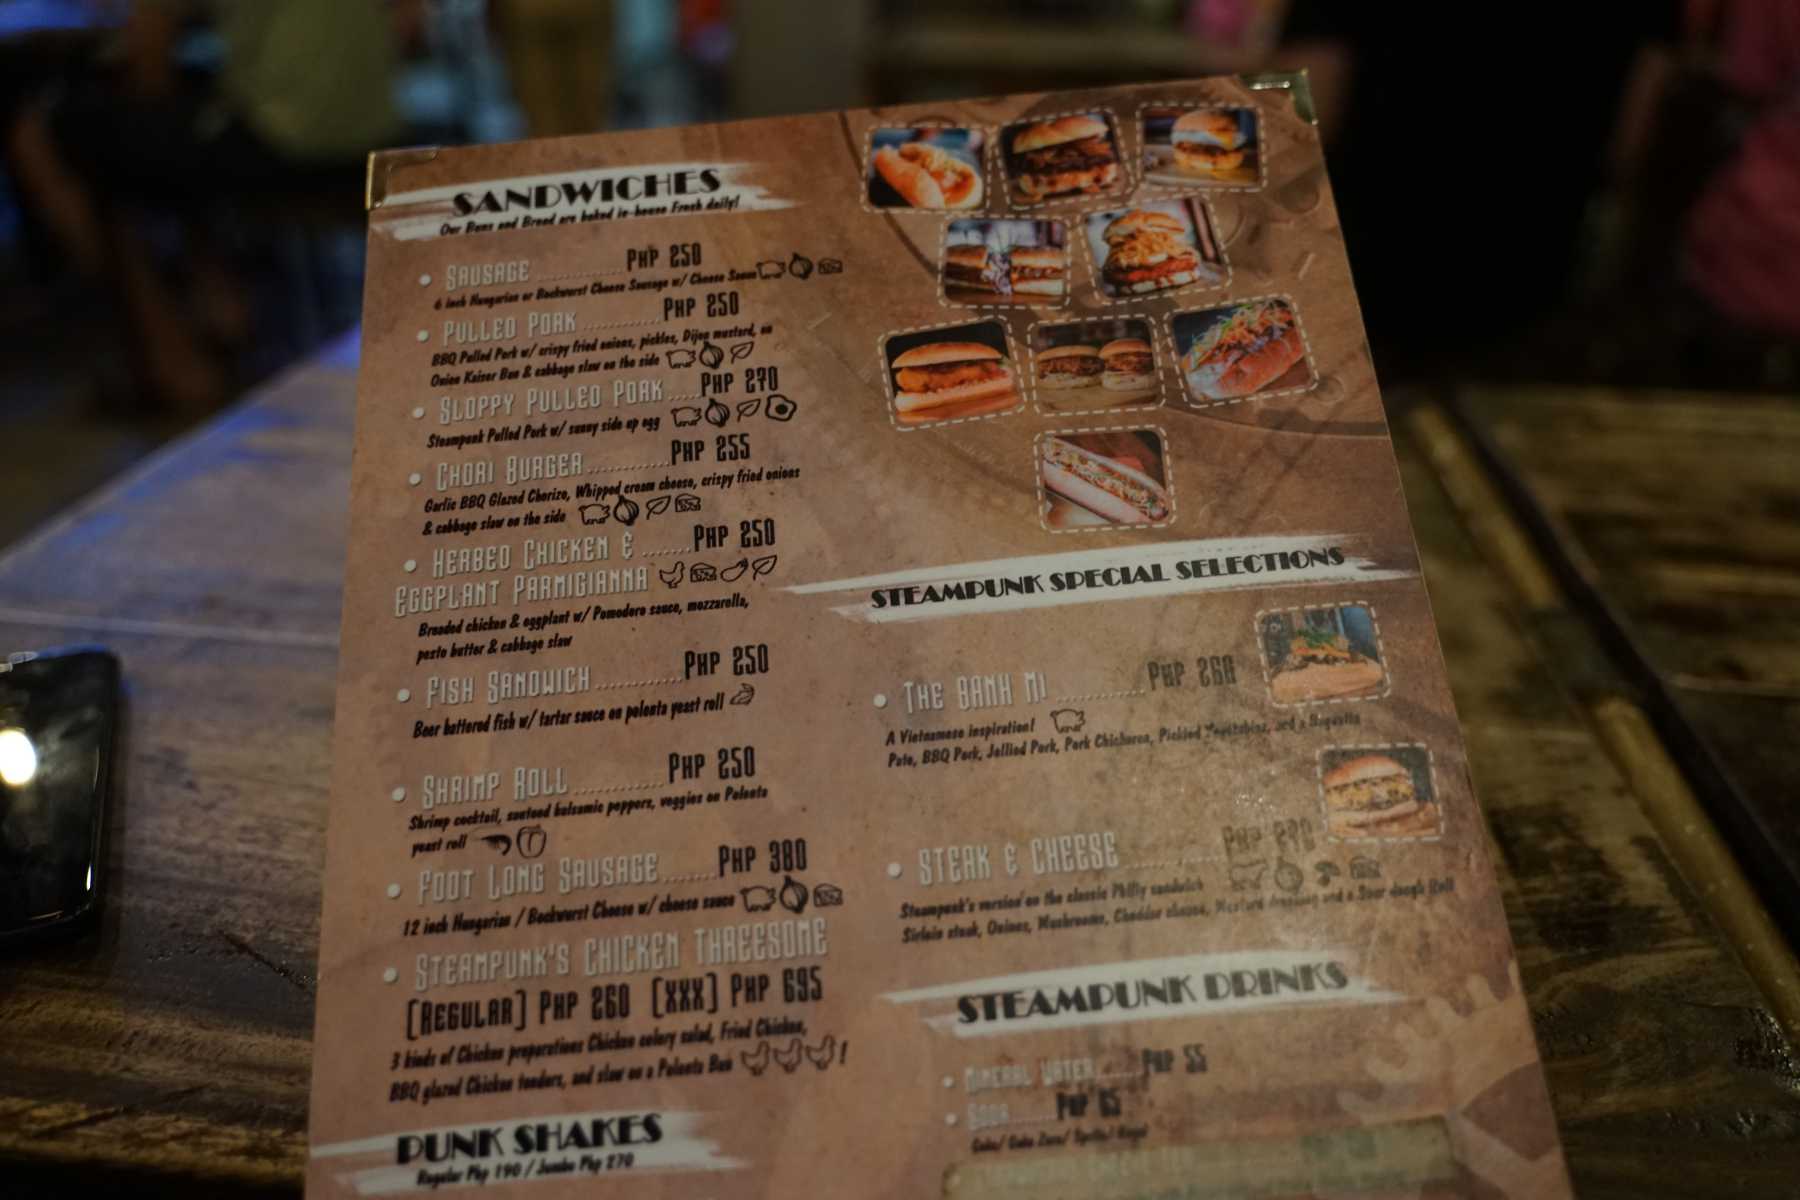 SANDWICHES
Our Buns and Bread are baked in-house Fresh daily!
• SAUSAGE ............ PHP 250
6 inch Hungarian or Bockwurst Cheese Sausage w/ Cheese Sauce
• PULLED PORK ............ PHP 250
BBQ Pulled Pork w/ crispy fried onions, pickles, Dijon mustard, on
Onion Kaiser Bun & cabbage slaw on the side
• SLOPPY PULLED PORK ..... PHP 270
Steampunk Pulled Pork w/ sunny side up egg
• CHORI BURGER ............ PHP 255
Garlic BBQ Glazed Chorizo, Whipped cream cheese, crispy fried onions
& cabbage slaw on the side
• HERBED CHICKEN & ....... PHP 250
EGGPLANT PARMIGIANNA
Breaded chicken & eggplant w/ Pomodoro sauce, mozzarella,
pesto butter & cabbage slaw
• FISH SANDWICH ............ PHP 250
Beer battered fish w/ tartar sauce on polenta yeast roll
• SHRIMP ROLL ............. PHP 250
Shrimp cocktail, sauteed balsamic peppers, veggies on Polenta
yeast roll
• FOOT LONG SAUSAGE ....... PHP 380
12 inch Hungarian / Bockwurst Cheese w/ cheese sauce
• STEAMPUNK'S CHICKEN THREESOME
[REGULAR] PHP 260 [XXX] PHP 695
3 kinds of Chicken preparations Chicken celery salad, Fried Chicken,
BBQ glazed Chicken tenders, and slaw on a Polenta Bun !
PUNK SHAKES
Regular Php 190 / Jumbo Php 270
STEAMPUNK SPECIAL SELECTIONS
• THE BANH MI ............ PHP 260
A Vietnamese inspiration!
Pate, BBQ Pork, Jellied Pork, Pork Chicharon, Pickled Vegetables, and a Baguette
• STEAK & CHEESE ............ PHP
Steampunk's version on the classic Philly sandwich
Sirloin steak, Onions, Mushrooms, Cheddar cheese, Mustard dressing and a Sour dough Roll
STEAMPUNK DRINKS
• MINERAL WATER ....... PHP 55
• SODA ....... PHP 65
Coke/ Coke Zero/ Sprite/ Royal